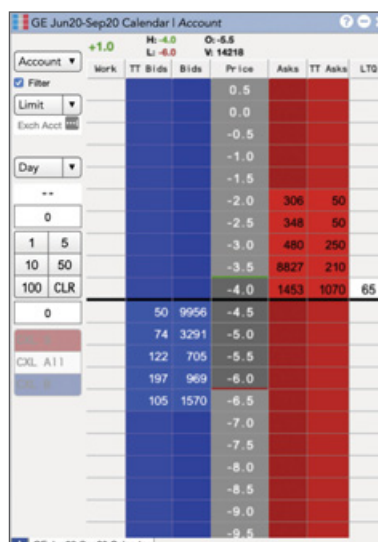 GE Jun20-Sep20 Calendar | Account
+1.0 H: -4.0 O: -5.5
L: -6.0 V: 14218
Account
Work TT Bids Bids Price Asks TT Asks LTQ
Filter
0.5
Limit
0.0
Exch Acct
-0.5
-1.0
Day
-1.5
--
-2.0 306 50
0
-2.5 348 50
1 5
-3.0 480 250
10 50
-3.5 8827 210
100 CLR
-4.0 1453 1070 65
0
50 9956 -4.5
74 3291 -5.0
CXL All
122 705 -5.5
197 969 -6.0
105 1570 -6.5
-7.0
-7.5
-8.0
-8.5
-9.0
-9.5